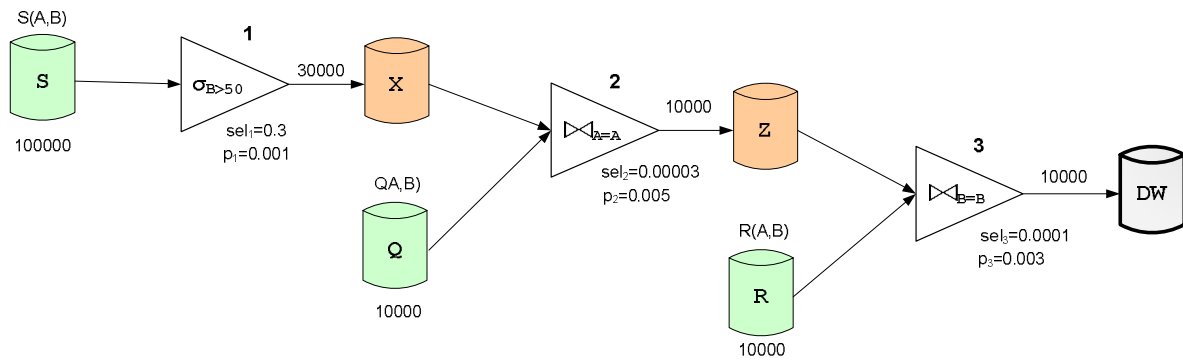 S(A,B)
S
100000
1
σB>50
sel1=0.3
p1=0.001
30000
X
QA,B)
Q
10000
2
⋈A=A
sel2=0.00003
p2=0.005
10000
Z
R(A,B)
R
10000
3
⋈B=B
sel3=0.0001
p3=0.003
10000
DW